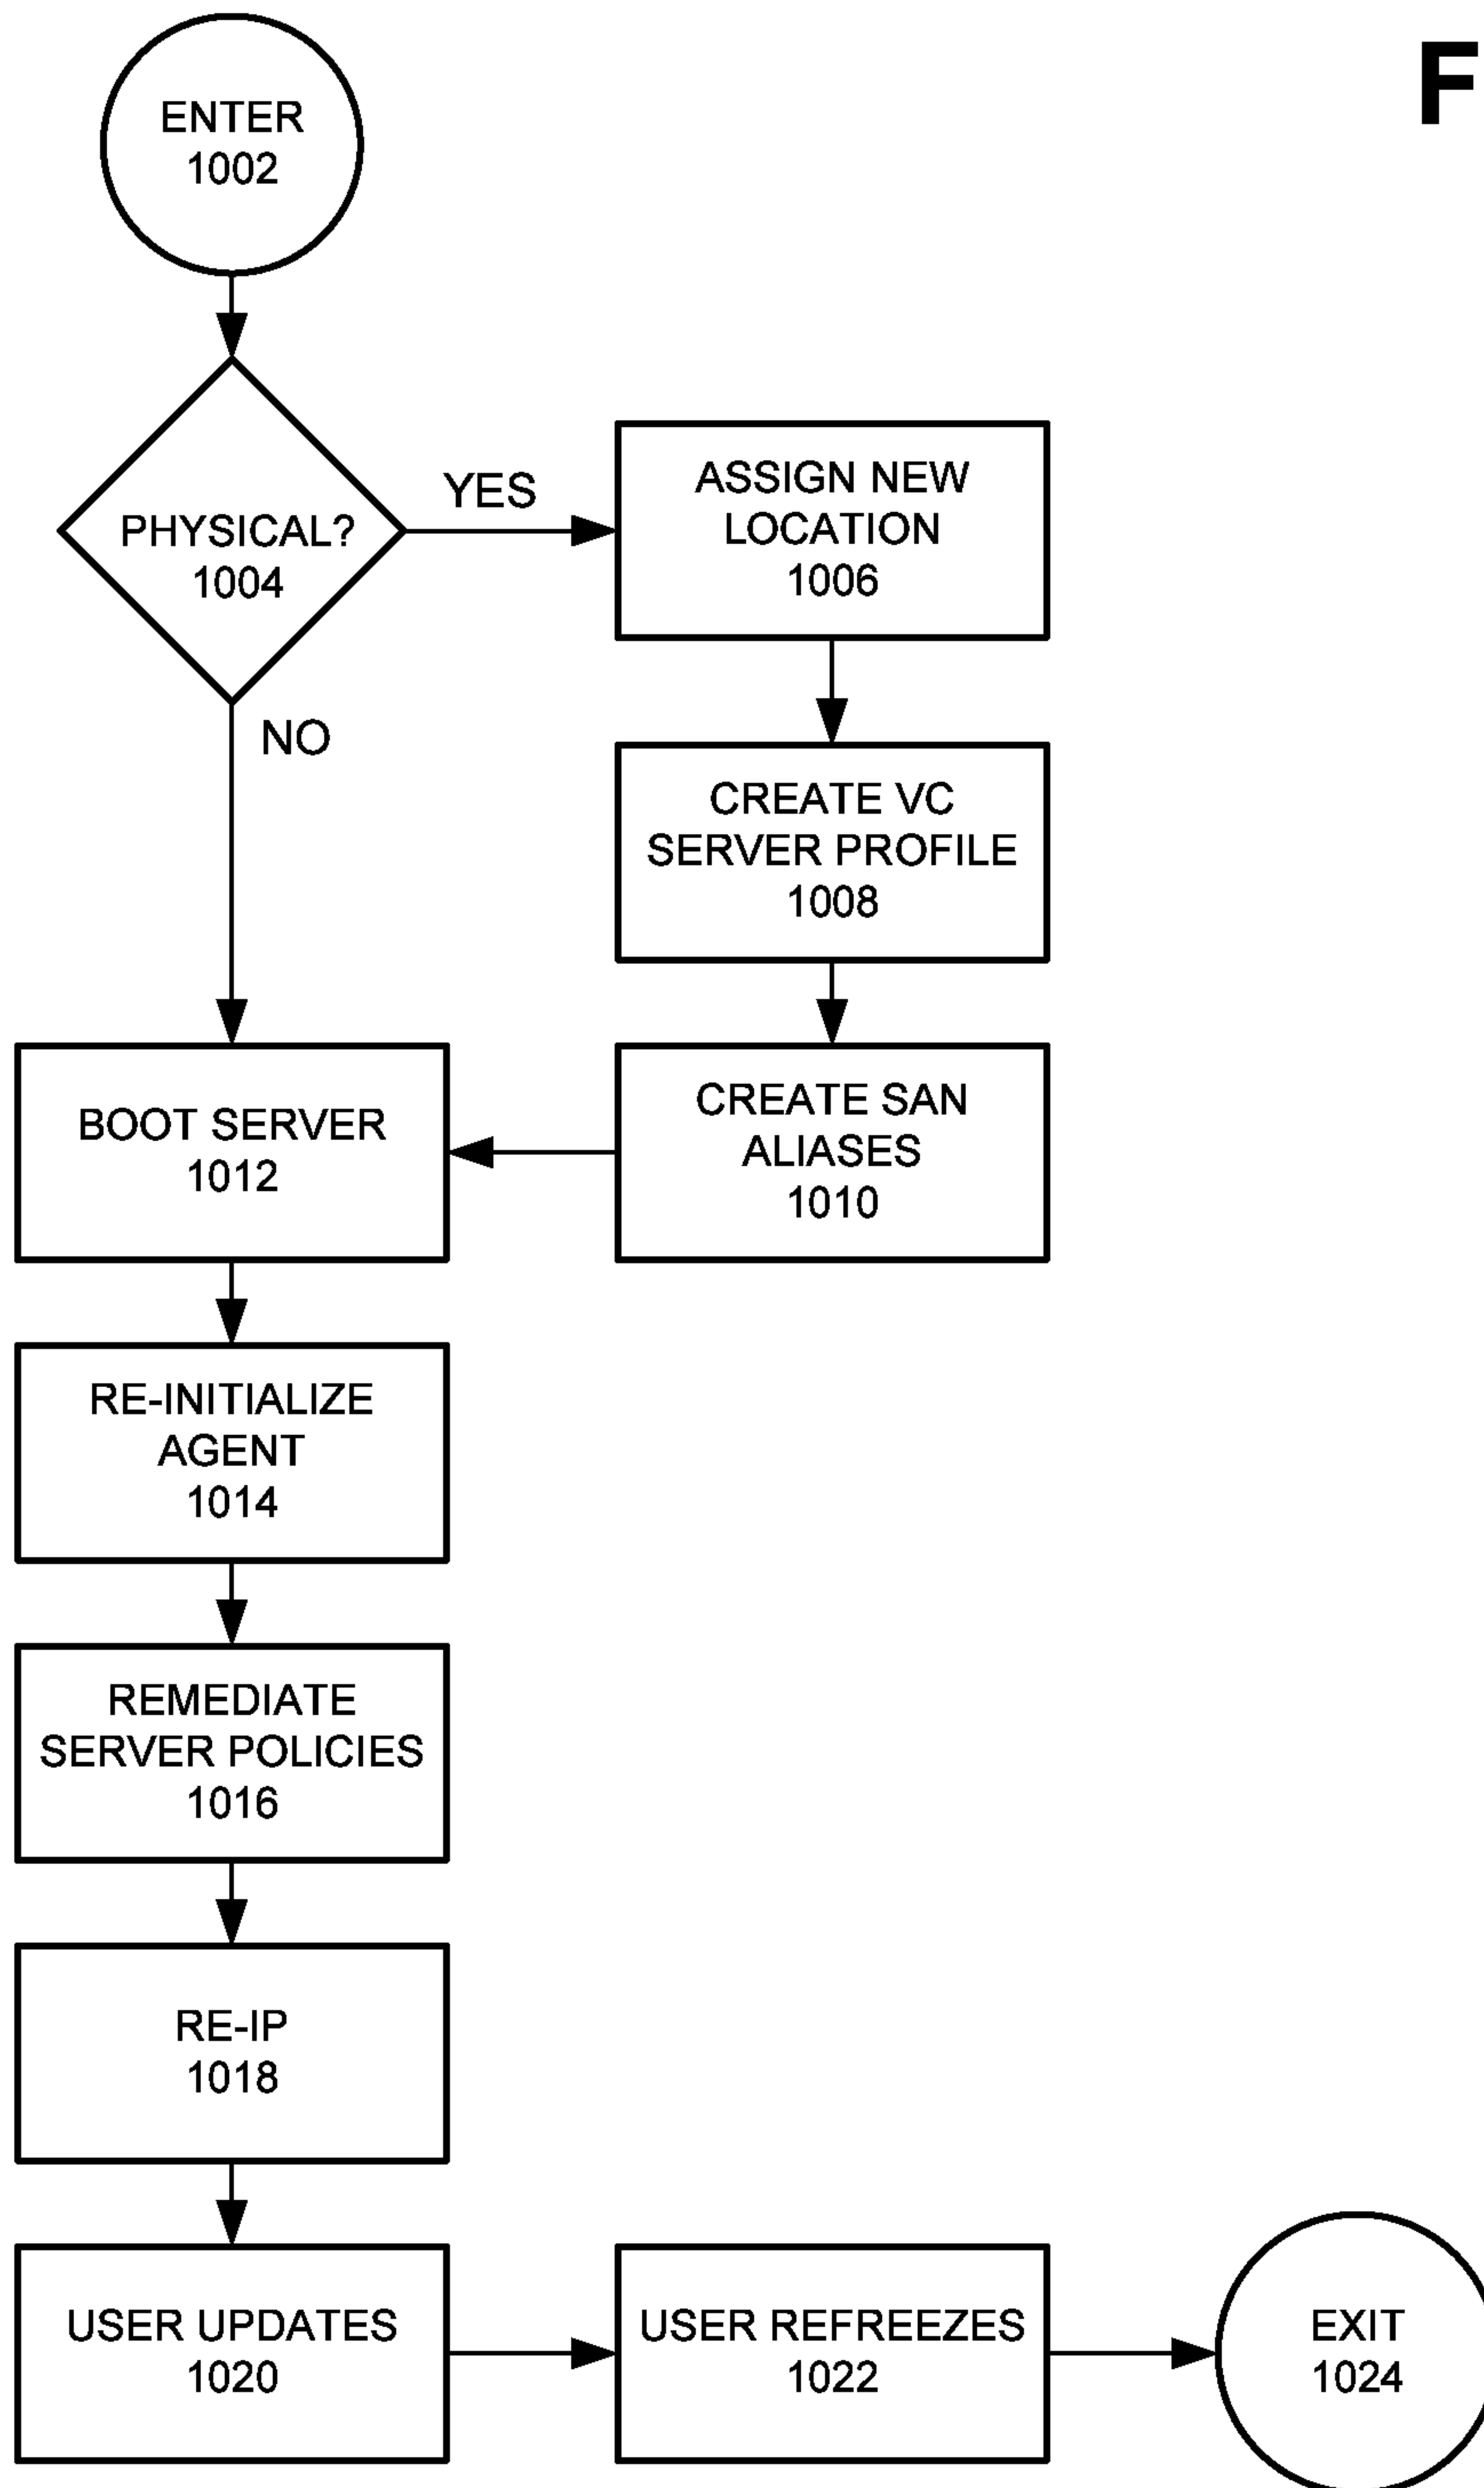 F
ENTER
1002
PHYSICAL?
1004
YES
NO
ASSIGN NEW
LOCATION
1006
CREATE VC
SERVER PROFILE
1008
CREATE SAN
ALIASES
1010
BOOT SERVER
1012
RE-INITIALIZE
AGENT
1014
REMEDIATE
SERVER POLICIES
1016
RE-IP
1018
USER UPDATES
1020
USER REFREEZES
1022
EXIT
1024